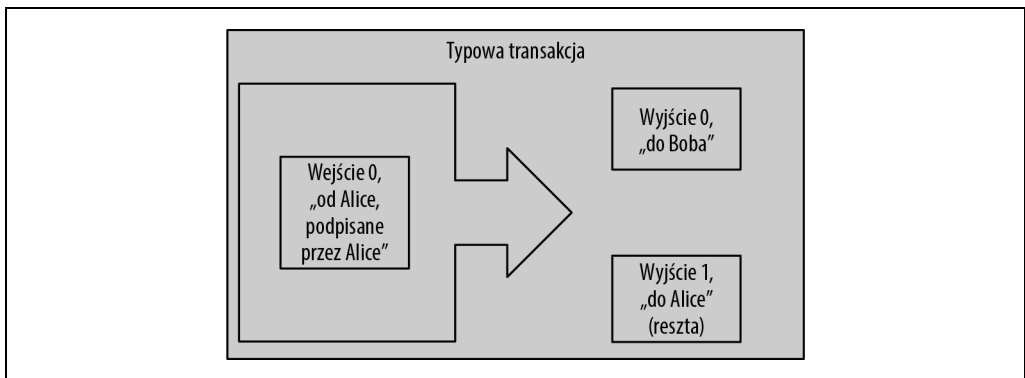 Typowa transakcja
Wejście 0,
„od Alice,
podpisane
przez Alice”
Wyjście 0,
„do Boba”
Wyjście 1,
„do Alice”
(reszta)